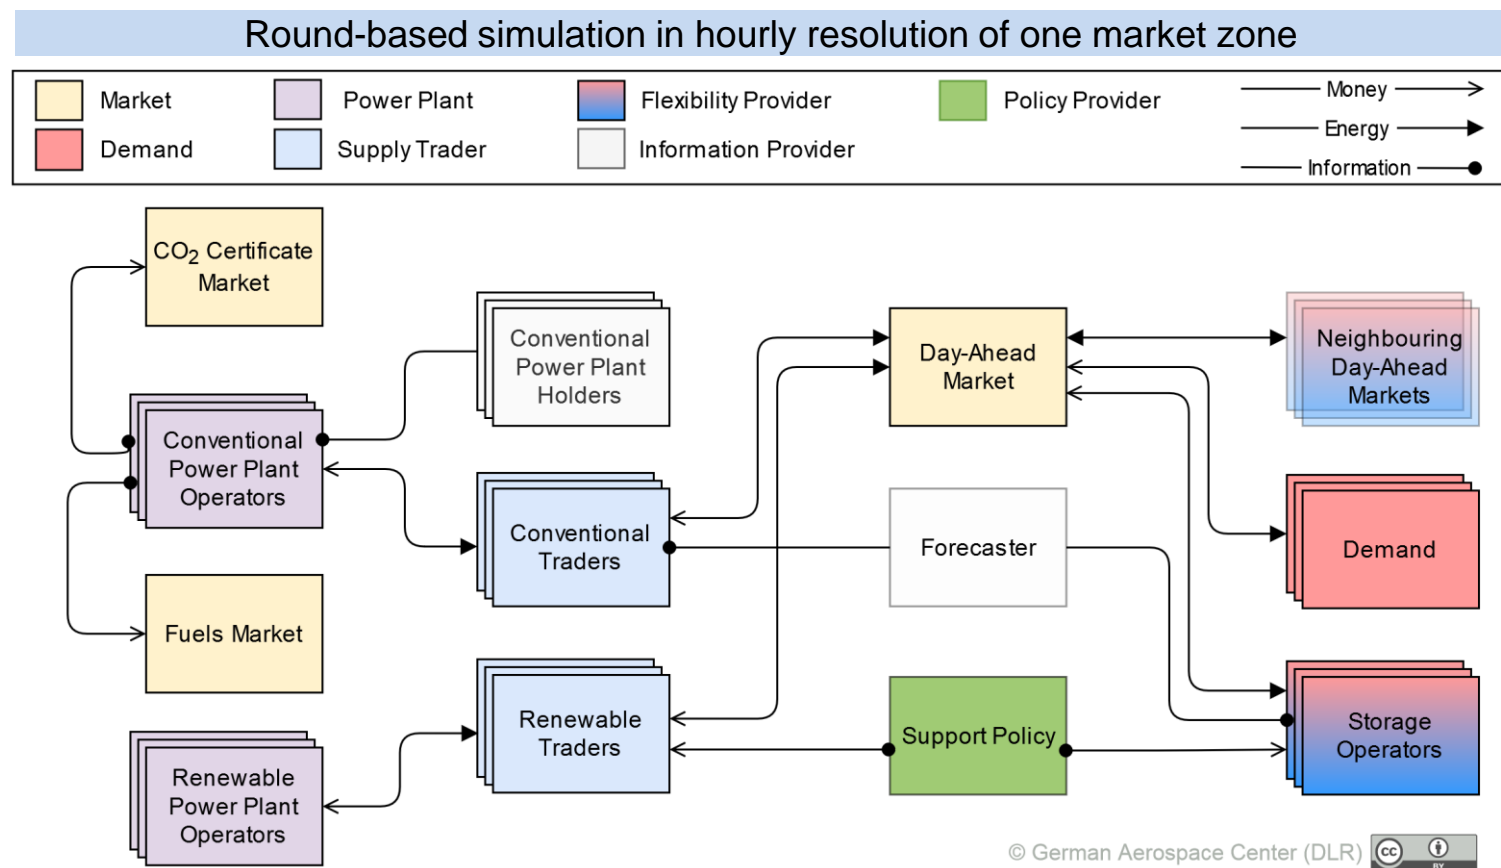 Round-based simulation in hourly resolution of one market zone
Market
Power Plant
Flexibility Provider
Policy Provider
Money
Demand
Supply Trader
Information Provider
Energy
Information
CO2 Certificate
Market
Conventional
Power Plant
Holders
Day-Ahead
Market
Neighbouring
Day-Ahead
Markets
Conventional
Power Plant
Operators
Conventional
Traders
Forecaster
Demand
Fuels Market
Renewable
Traders
Support Policy
Storage
Operators
Renewable
Power Plant
Operators
© German Aerospace Center (DLR)
cc
BY